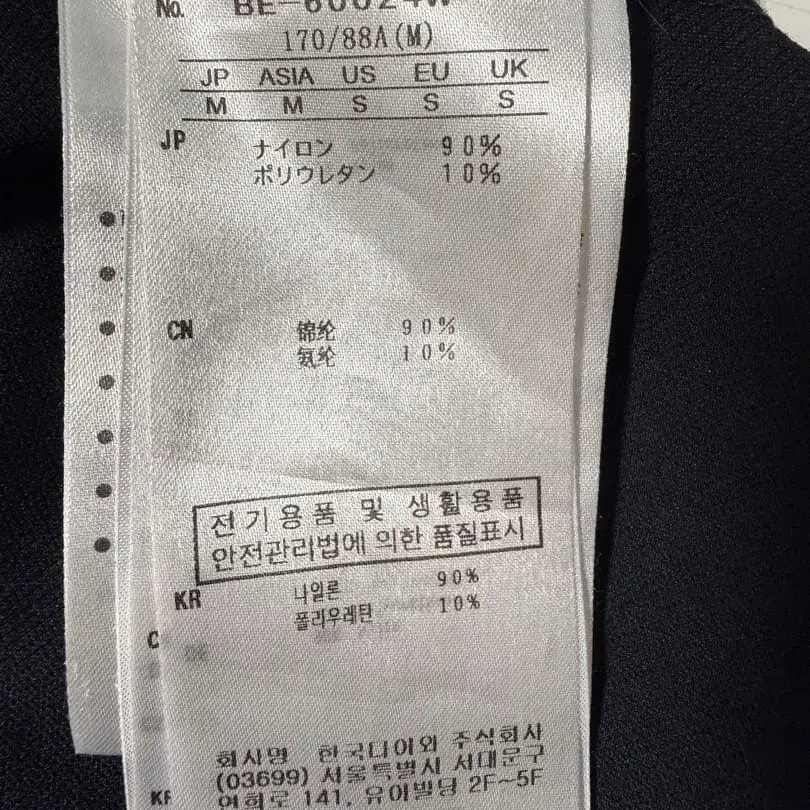 No.
170/88A(M)
JP ASIA US EU UK
M M S S S
JP
ナイロン 90%
ポリウレタン 10%
CN
锦纶 90%
氨纶 10%
전기용품 및 생활용품
안전관리법에 의한 품질표시
KR
나일론 90%
폴리우레탄 10%
회사명 한국디아외 주식회사
(03699) 서울특별시 서대문구
연희로 141, 유아빌딩 2F~5F